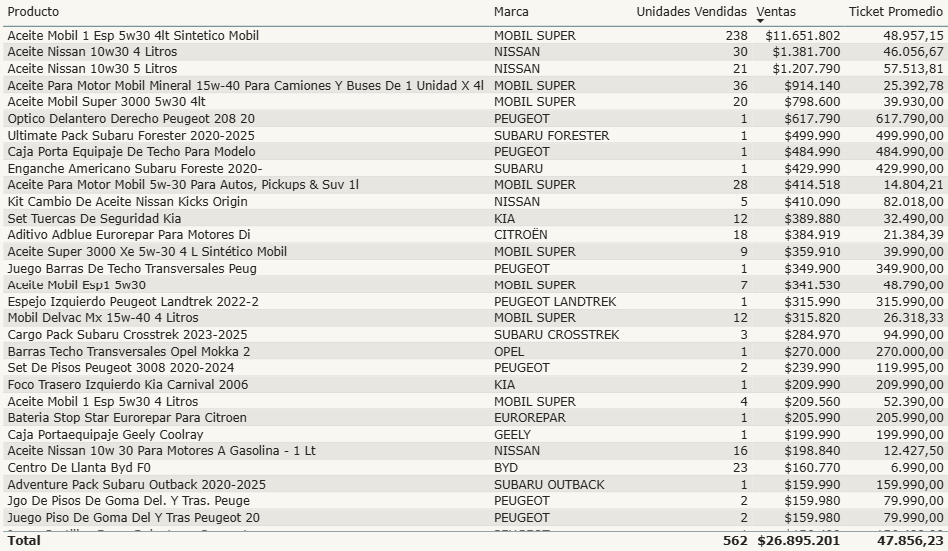 Producto Marca Unidades Vendidas Ventas Ticket Promedio
Aceite Mobil 1 Esp 5w30 4lt Sintetico Mobil MOBIL SUPER 238 $11.651.802 48.957,15
Aceite Nissan 10w30 4 Litros NISSAN 30 $1.381.700 46.056,67
Aceite Nissan 10w30 5 Litros NISSAN 21 $1.207.790 57.513,81
Aceite Para Motor Mobil Mineral 15w-40 Para Camiones Y Buses De 1 Unidad X 4l MOBIL SUPER 36 $914.140 25.392,78
Aceite Mobil Super 3000 5w30 4lt MOBIL SUPER 20 $798.600 39.930,00
Optico Delantero Derecho Peugeot 208 20 PEUGEOT 1 $617.790 617.790,00
Ultimate Pack Subaru Forester 2020-2025 SUBARU FORESTER 1 $499.990 499.990,00
Caja Porta Equipaje De Techo Para Modelo PEUGEOT 1 $484.990 484.990,00
Enganche Americano Subaru Foreste 2020- SUBARU 1 $429.990 429.990,00
Aceite Para Motor Mobil 5w-30 Para Autos, Pickups & Suv 1l MOBIL SUPER 28 $414.518 14.804,21
Kit Cambio De Aceite Nissan Kicks Origin NISSAN 5 $410.090 82.018,00
Set Tuercas De Seguridad Kia KIA 12 $389.880 32.490,00
Aditivo Adblue Eurorepar Para Motores Di CITROËN 18 $384.919 21.384,39
Aceite Super 3000 Xe 5w-30 4 L Sintético Mobil MOBIL SUPER 9 $359.910 39.990,00
Juego Barras De Techo Transversales Peug PEUGEOT 1 $349.900 349.900,00
Aceite Mobil Esp1 5w30 MOBIL SUPER 7 $341.530 48.790,00
Espejo Izquierdo Peugeot Landtrek 2022-2 PEUGEOT LANDTREK 1 $315.990 315.990,00
Mobil Delvac Mx 15w-40 4 Litros MOBIL SUPER 12 $315.820 26.318,33
Cargo Pack Subaru Crosstrek 2023-2025 SUBARU CROSSTREK 3 $284.970 94.990,00
Barras Techo Transversales Opel Mokka 2 OPEL 1 $270.000 270.000,00
Set De Pisos Peugeot 3008 2020-2024 PEUGEOT 2 $239.990 119.995,00
Foco Trasero Izquierdo Kia Carnival 2006 KIA 1 $209.990 209.990,00
Aceite Mobil 1 Esp 5w30 4 Litros MOBIL SUPER 4 $209.560 52.390,00
Bateria Stop Star Eurorepar Para Citroen EUROREPAR 1 $205.990 205.990,00
Caja Portaequipaje Geely Coolray GEELY 1 $199.990 199.990,00
Aceite Nissan 10w 30 Para Motores A Gasolina - 1 Lt NISSAN 16 $198.840 12.427,50
Centro De Llanta Byd F0 BYD 23 $160.770 6.990,00
Adventure Pack Subaru Outback 2020-2025 SUBARU OUTBACK 1 $159.990 159.990,00
Jgo De Pisos De Goma Del. Y Tras. Peuge PEUGEOT 2 $159.980 79.990,00
Juego Piso De Goma Del Y Tras Peugeot 20 PEUGEOT 2 $159.980 79.990,00
Total 562 $26.895.201 47.856,23